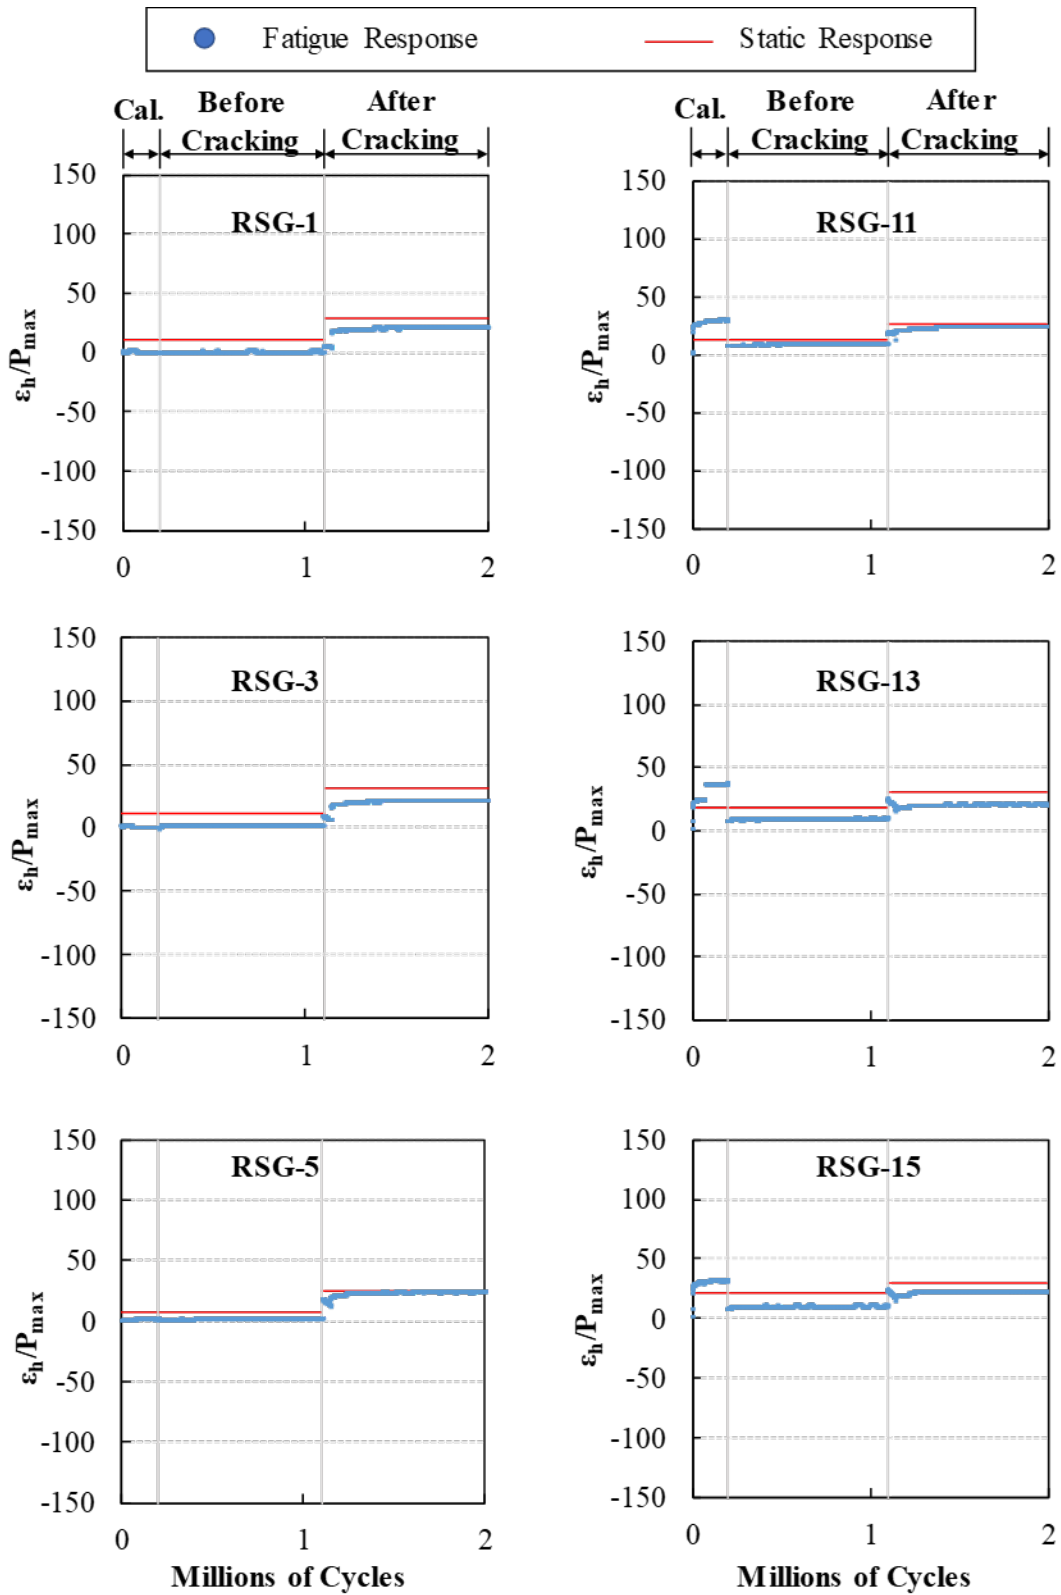 Fatigue Response
Static Response
Cal.
Before Cracking
After Cracking
Cal.
Before Cracking
After Cracking
RSG-1
150
100
50
0
-50
-100
-150
εh/Pmax
0 1 2
RSG-11
150
100
50
0
-50
-100
-150
εh/Pmax
0 1 2
RSG-3
150
100
50
0
-50
-100
-150
εh/Pmax
0 1 2
RSG-13
150
100
50
0
-50
-100
-150
εh/Pmax
0 1 2
RSG-5
150
100
50
0
-50
-100
-150
εh/Pmax
0 1 2
Millions of Cycles
RSG-15
150
100
50
0
-50
-100
-150
εh/Pmax
0 1 2
Millions of Cycles